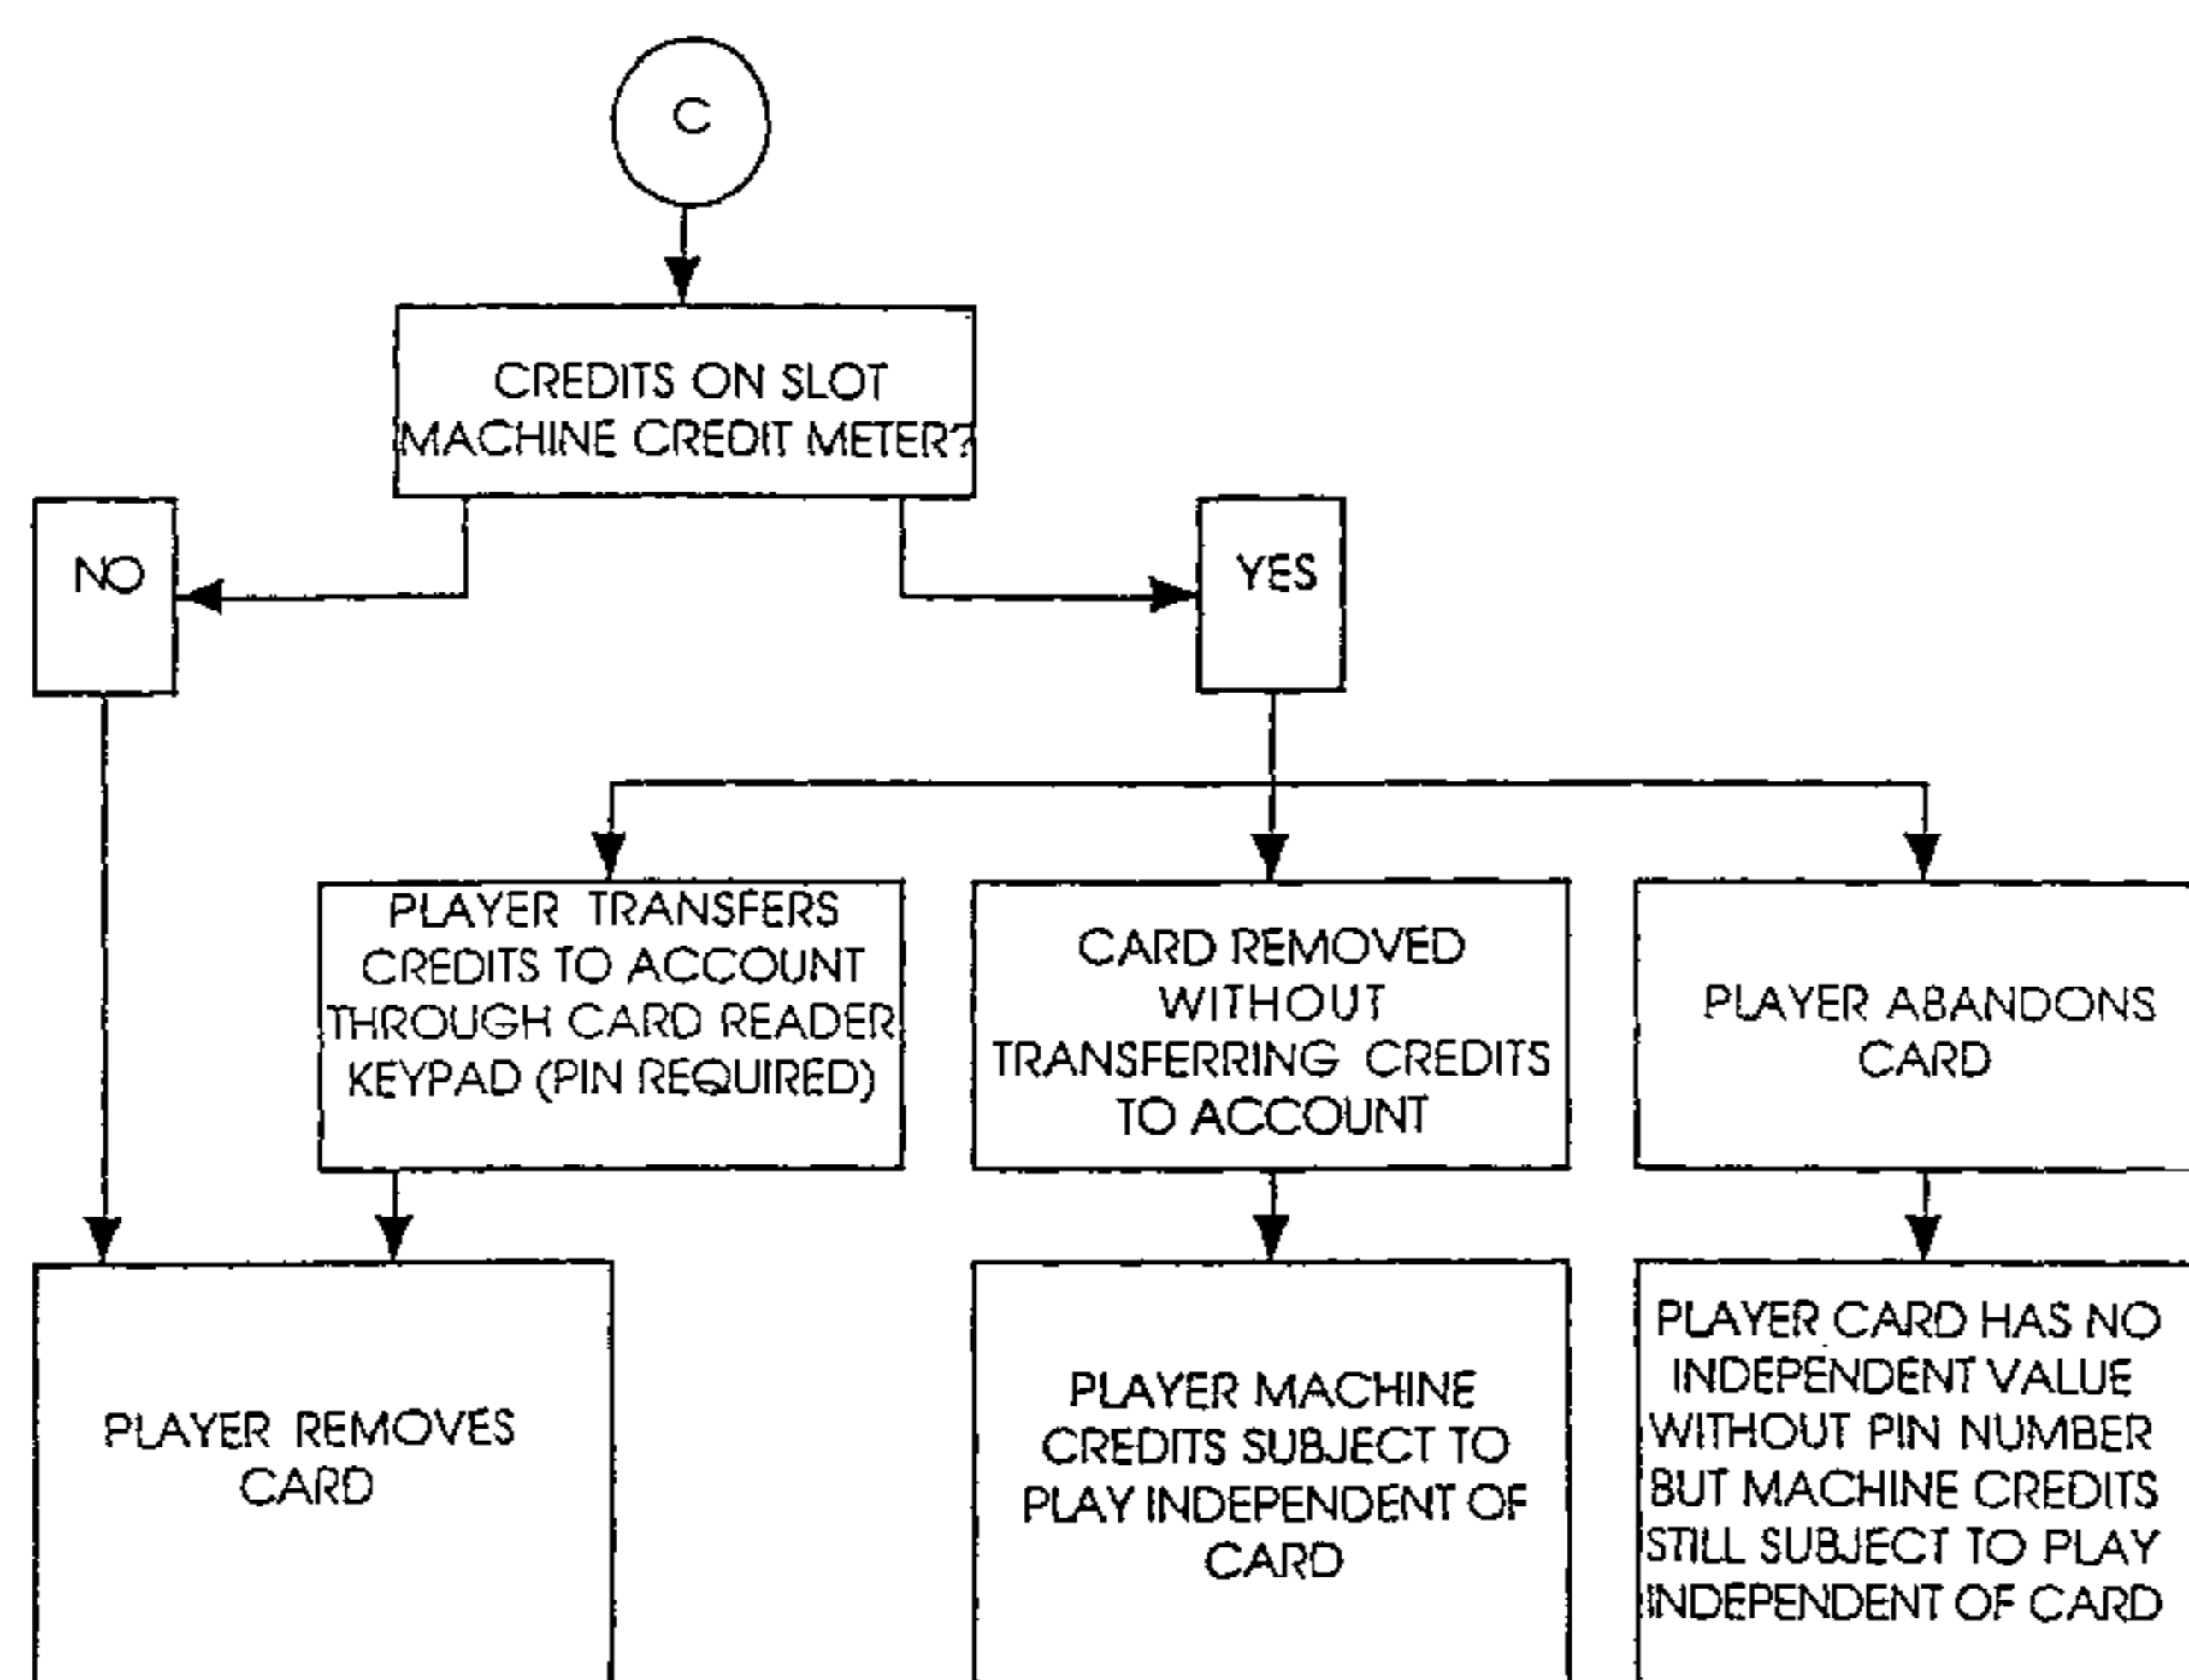 C
CREDITS ON SLOT
MACHINE CREDIT METER?
NO
YES
PLAYER TRANSFERS
CREDITS TO ACCOUNT
THROUGH CARD READER
KEYPAD (PIN REQUIRED)
CARD REMOVED
WITHOUT
TRANSFERRING CREDITS
TO ACCOUNT
PLAYER ABANDONS
CARD
PLAYER REMOVES
CARD
PLAYER MACHINE
CREDITS SUBJECT TO
PLAY INDEPENDENT OF
CARD
PLAYER CARD HAS NO
INDEPENDENT VALUE
WITHOUT PIN NUMBER
BUT MACHINE CREDITS
STILL SUBJECT TO PLAY
INDEPENDENT OF CARD